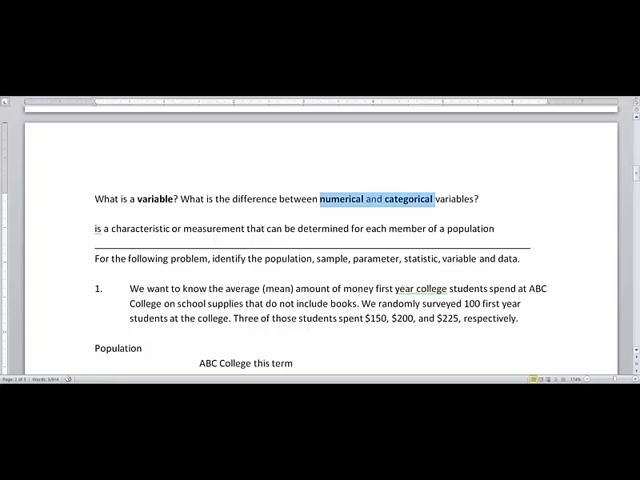 What is a variable? What is the difference between numerical and categorical variables?
is a characteristic or measurement that can be determined for each member of a population
For the following problem, identify the population, sample, parameter, statistic, variable and data.
1. We want to know the average (mean) amount of money first year college students spend at ABC
College on school supplies that do not include books. We randomly surveyed 100 first year
students at the college. Three of those students spent $150, $200, and $225, respectively.
Population
ABC College this term